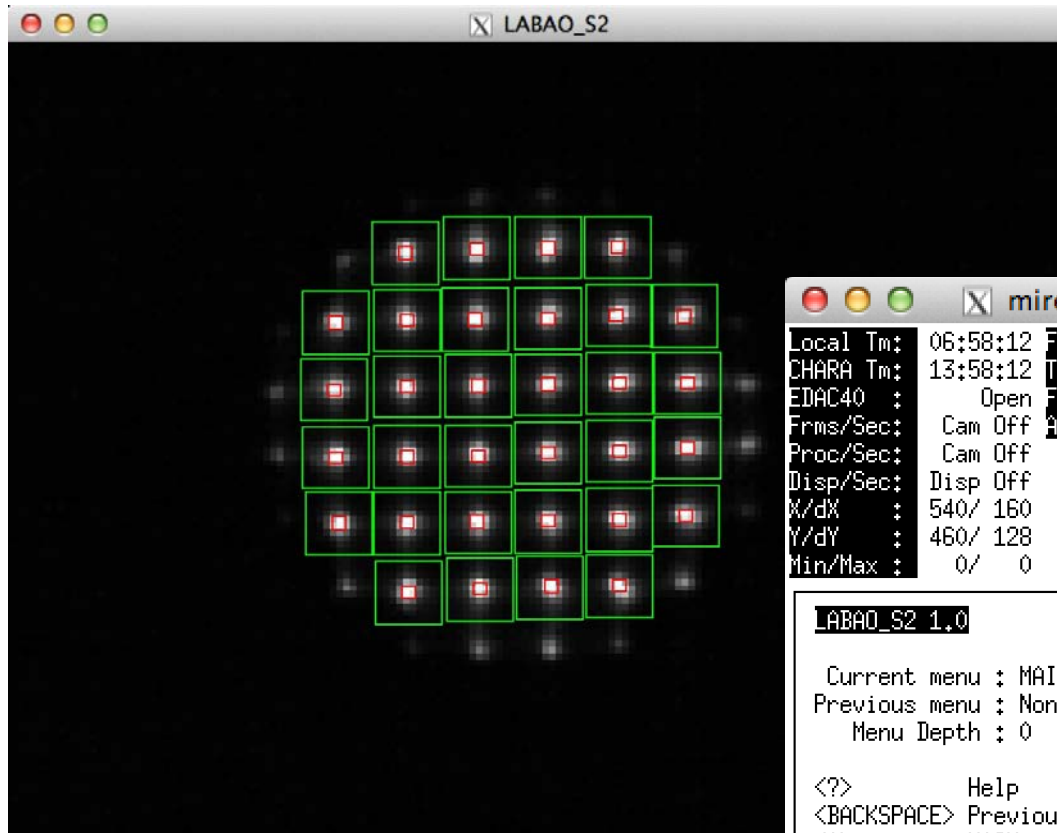 LABAO_S2
Local Tm: 06:58:12
CHARA Tm: 13:58:12
EDAC40 : Open
Frms/Sec: Cam Off
Proc/Sec: Cam Off
Disp/Sec: Disp Off
X/dX : 540/ 160
Y/dY : 460/ 128
Min/Max : 0/ 0
LABAO_S2 1.0
Current menu : MAI
Previous menu : Non
Menu Depth : 0
<?> Help
<BACKSPACE> Previou